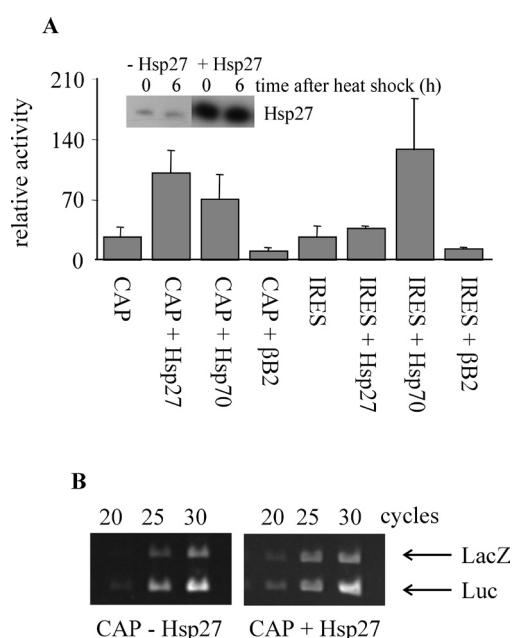 A
- Hsp27 + Hsp27
0 6 0 6 time after heat shock (h)
Hsp27
relative activity
210
140
70
0
CAP
CAP + Hsp27
CAP + Hsp70
CAP + βB2
IRES
IRES + Hsp27
IRES + Hsp70
IRES + βB2
B
20 25 30 20 25 30 cycles
LacZ
Luc
CAP - Hsp27 CAP + Hsp27